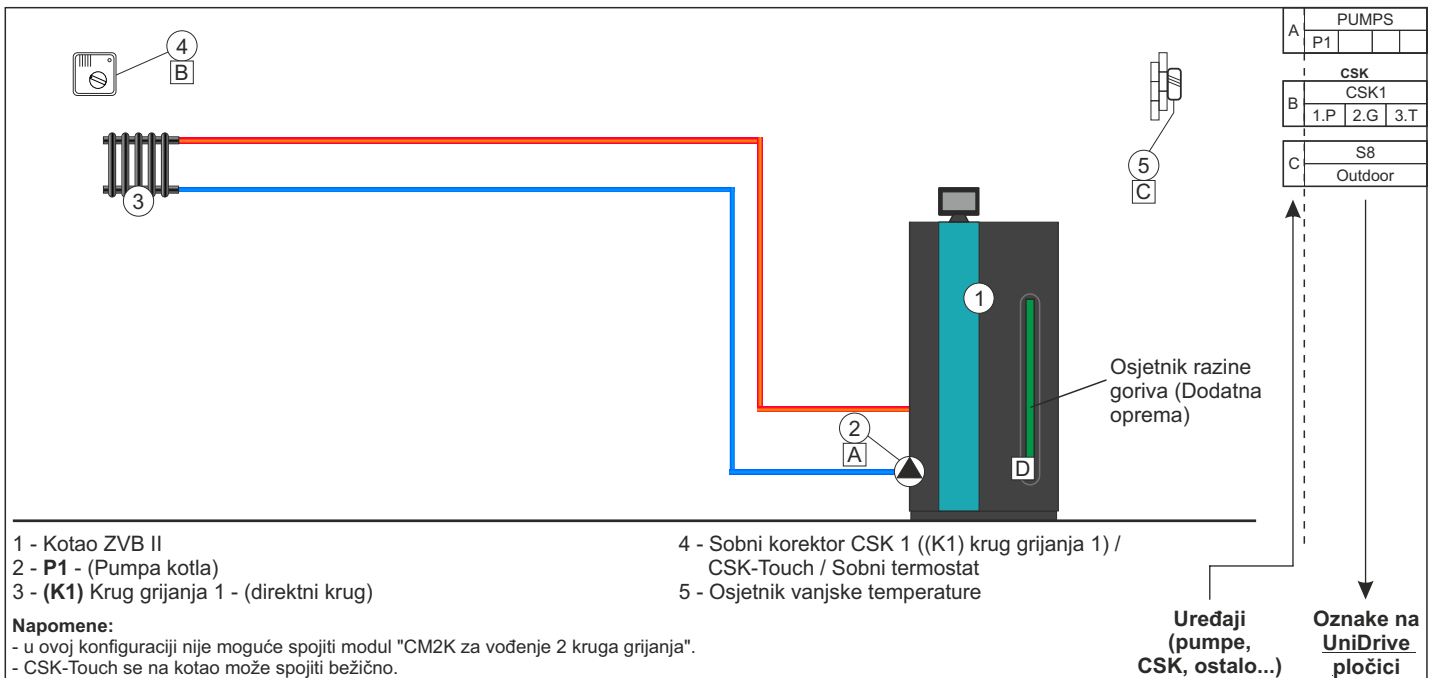 4
B
3
5
C
1
2
A
D
Osjetnik razine
goriva (Dodatna
oprema)
A
PUMPS
P1
CSK
B
CSK1
1.P 2.G 3.T
C
S8
Outdoor
1 - Kotao ZVB II
2 - P1 - (Pumpa kotla)
3 - (K1) Krug grijanja 1 - (direktni krug)
4 - Sobni korektor CSK 1 ((K1) krug grijanja 1) /
CSK-Touch / Sobni termostat
5 - Osjetnik vanjske temperature
Napomene:
- u ovoj konfiguraciji nije moguće spojiti modul "CM2K za vođenje 2 kruga grijanja".
- CSK-Touch se na kotao može spojiti bežično.
Uređaji
(pumpe,
CSK, ostalo...)
Oznake na
UniDrive
pločici